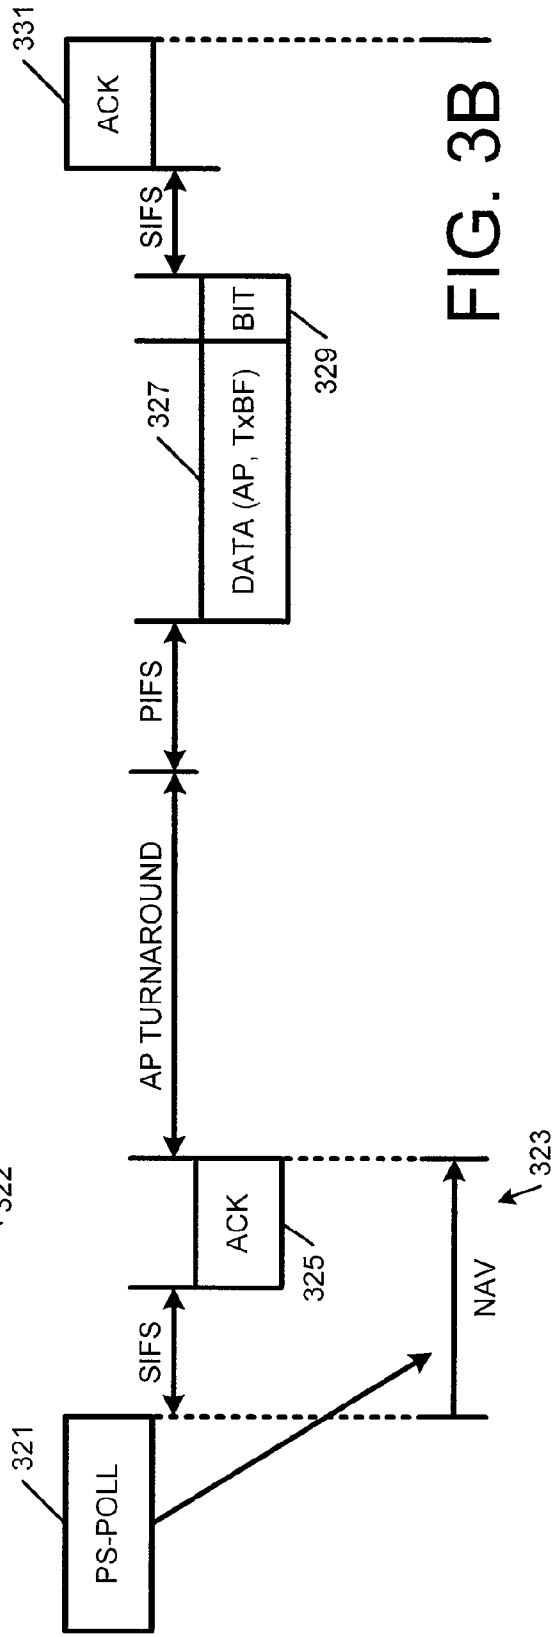 322
321
PS-POLL
SIFS
ACK
325
NAV
323
AP TURNAROUND
PIFS
327
DATA (AP, TxBF)
BIT
329
SIFS
331
ACK
FIG. 3B